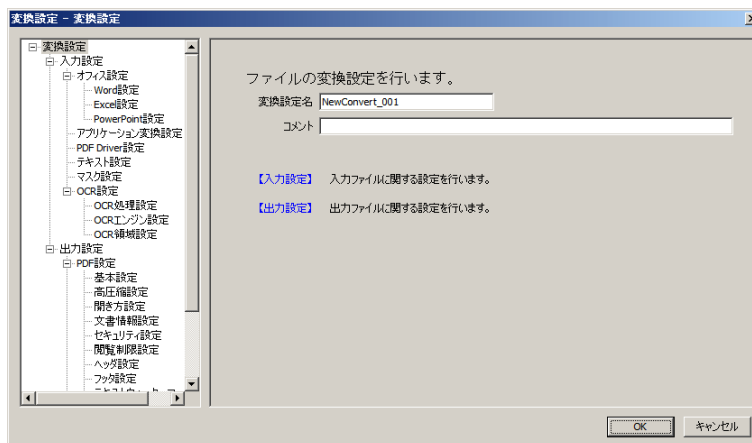 変換設定 - 変換設定
変換設定
入力設定
オフィス設定
Word設定
Excel設定
PowerPoint設定
アプリケーション変換設定
PDF Driver設定
テキスト設定
マスク設定
OCR設定
OCR処理設定
OCRエンジン設定
OCR領域設定
出力設定
PDF設定
基本設定
高圧縮設定
開き方設定
文書情報設定
セキュリティ設定
閲覧制限設定
ヘッダ設定
フッタ設定
ファイルの変換設定を行います。
変換設定名 NewConvert_001
コメント
【入力設定】 入力ファイルに関する設定を行います。
【出力設定】 出力ファイルに関する設定を行います。
OK キャンセル